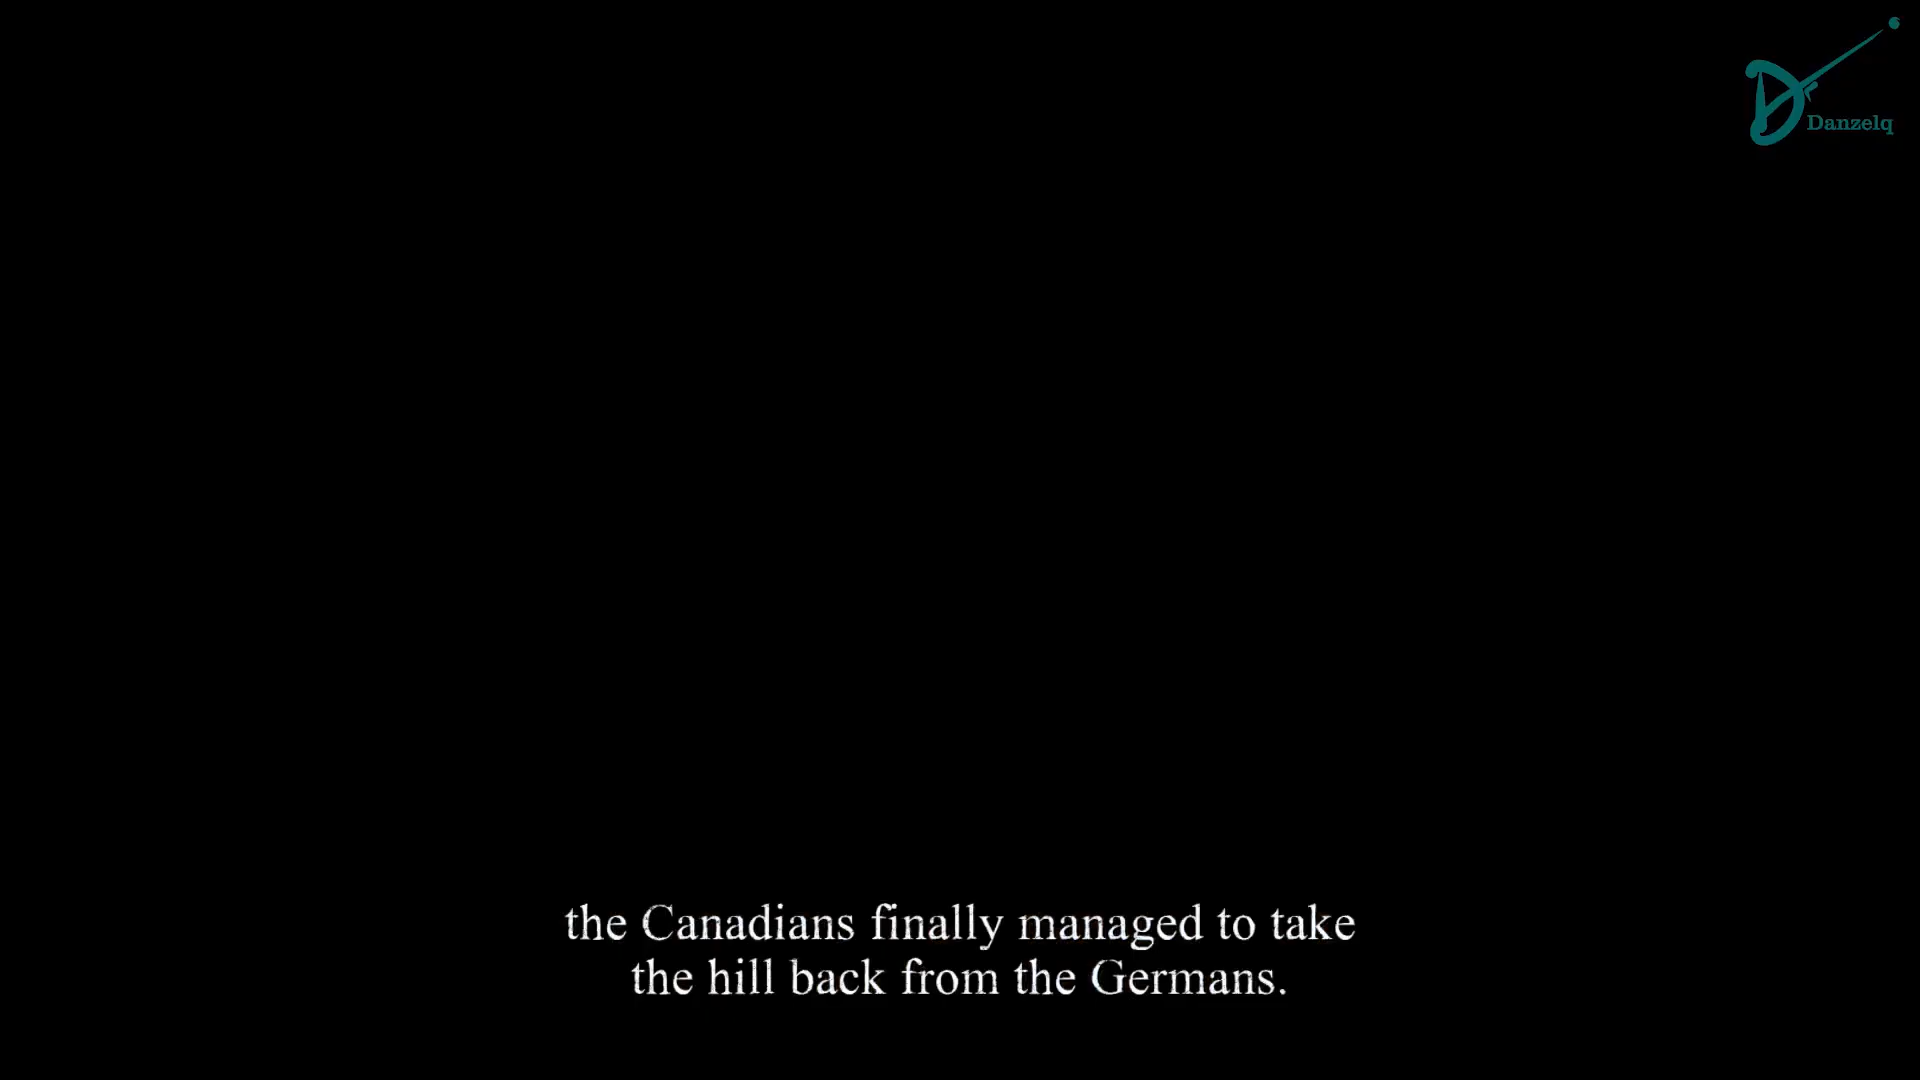 Danzelq
the Canadians finally managed to take
the hill back from the Germans.